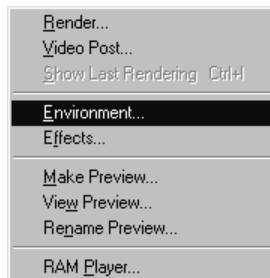 Render...
Video Post...
Show Last Rendering Ctrl+I
Environment...
Effects...
Make Preview...
View Preview...
Rename Preview...
RAM Player...